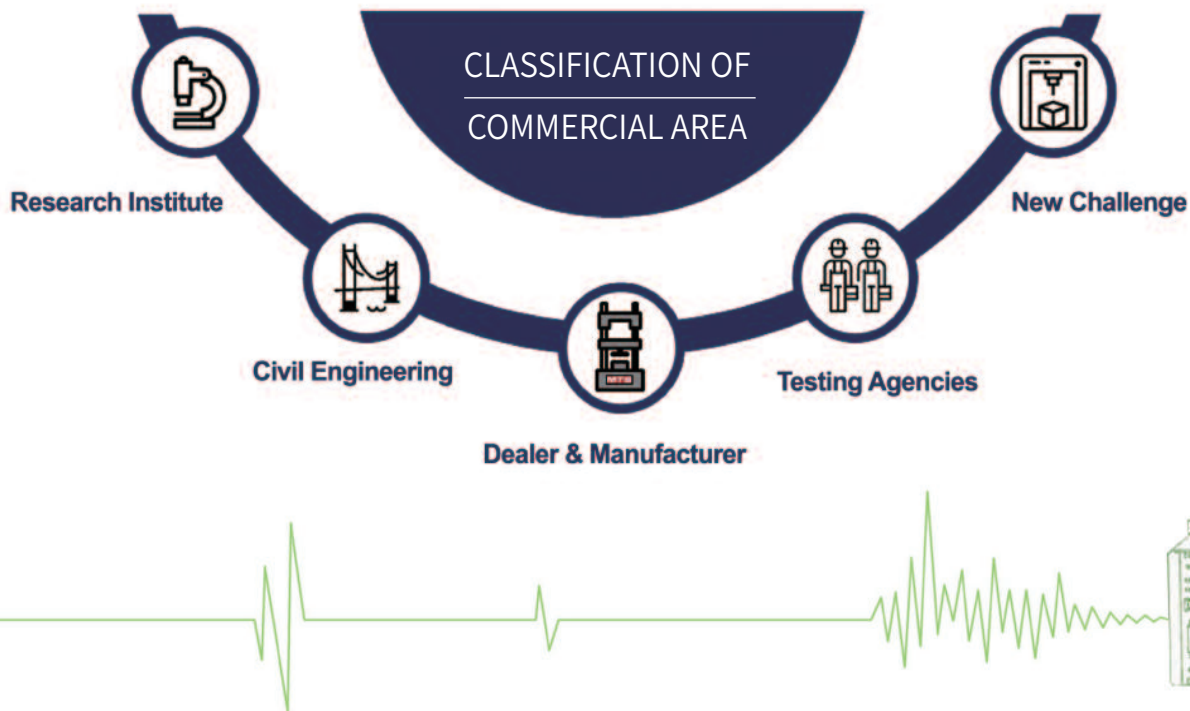 CLASSIFICATION OF
COMMERCIAL AREA
Research Institute
New Challenge
Civil Engineering
Testing Agencies
MTS
Dealer & Manufacturer